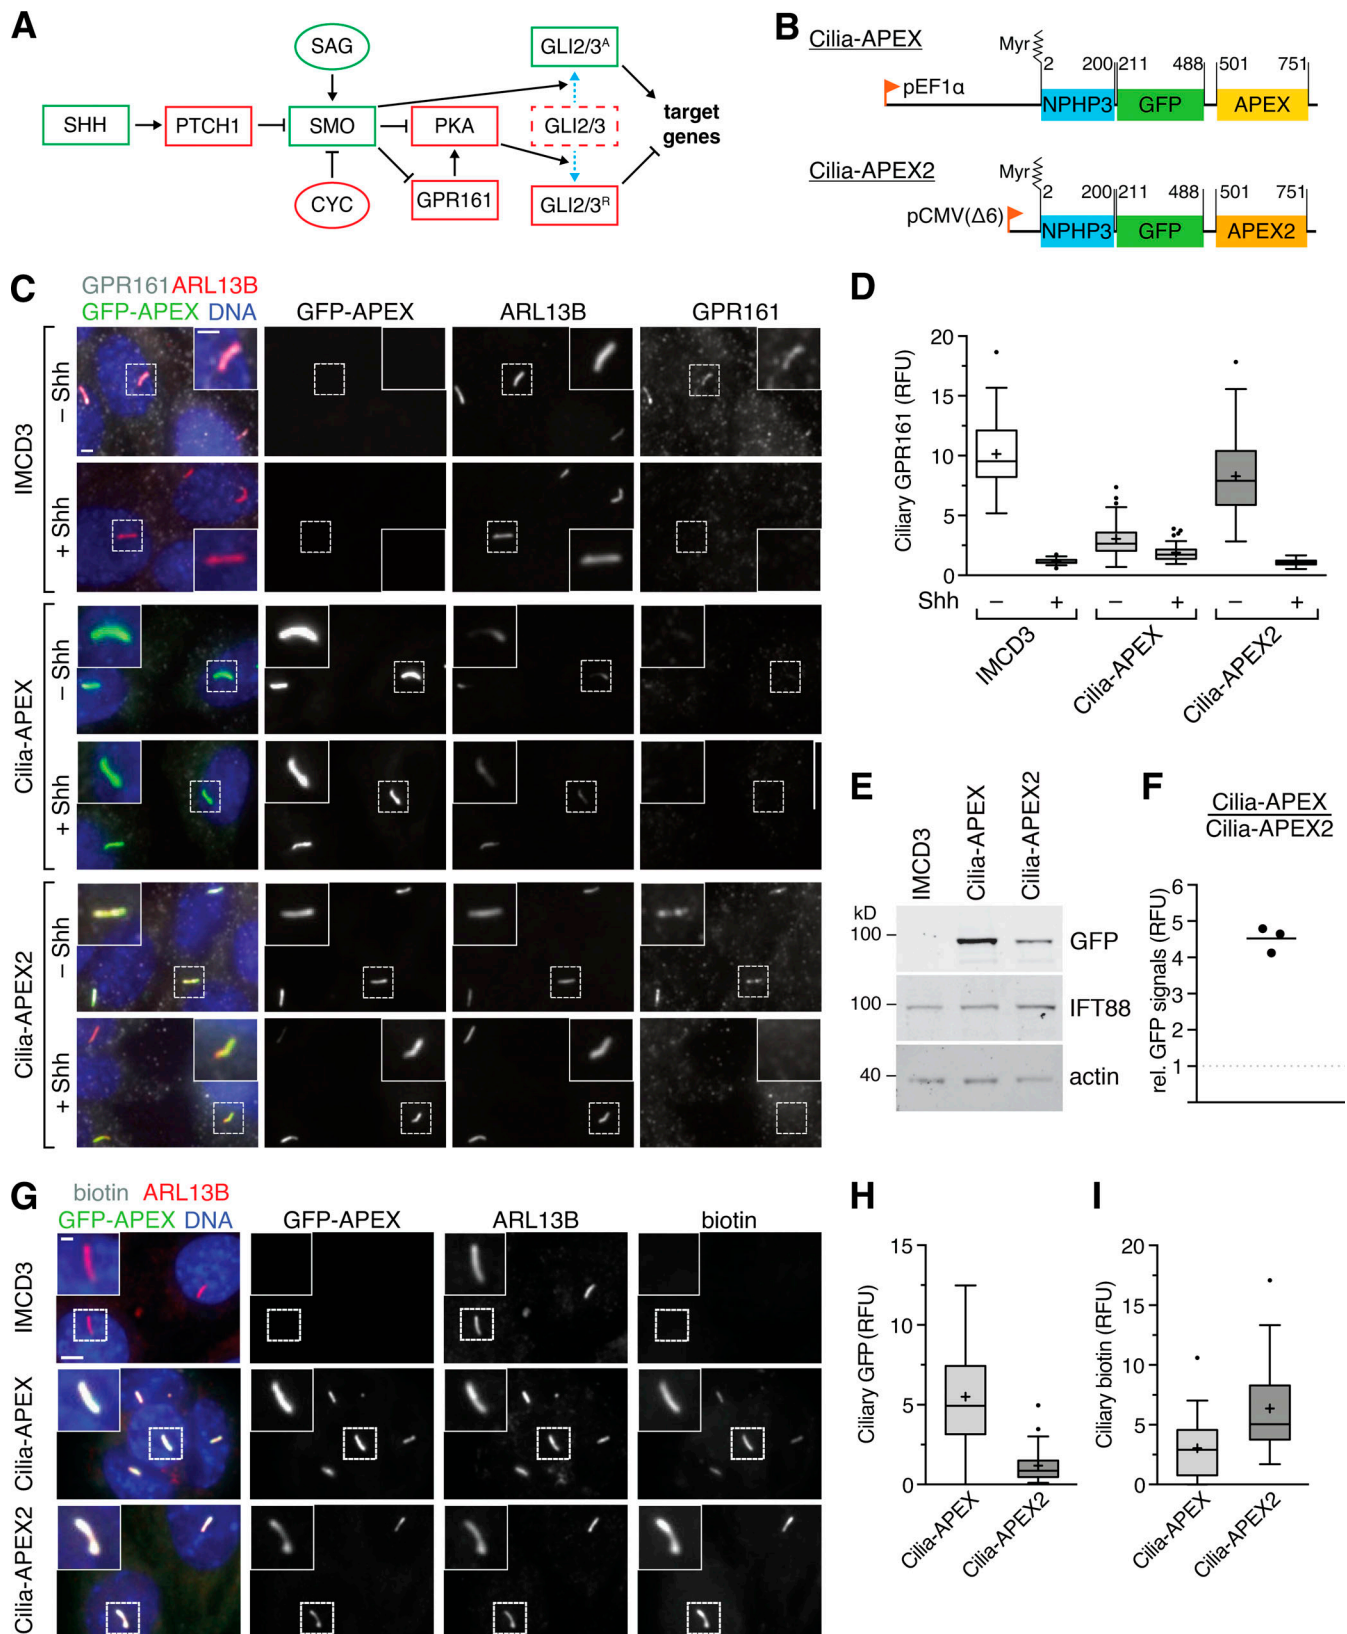 A
SAG
GLI2/3A
SHH
PTCH1
SMO
PKA
GLI2/3
target
genes
CYC
GPR161
GLI2/3R
B
Cilia-APEX
Myr
2 200 211 488 501 751
pEF1α
NPHP3 GFP APEX
Cilia-APEX2
Myr
2 200 211 488 501 751
pCMV(Δ6)
NPHP3 GFP APEX2
C
GPR161 ARL13B
GFP-APEX DNA
GFP-APEX
ARL13B
GPR161
IMCD3
– Shh
+ Shh
Cilia-APEX
– Shh
+ Shh
Cilia-APEX2
– Shh
+ Shh
D
Ciliary GPR161 (RFU)
20
15
10
5
0
Shh – + – + – +
IMCD3
Cilia-APEX
Cilia-APEX2
E
IMCD3
Cilia-APEX
Cilia-APEX2
kD
100
GFP
100
IFT88
40
actin
F
Cilia-APEX
Cilia-APEX2
rel. GFP signals (RFU)
6
5
4
3
2
1
G
biotin ARL13B
GFP-APEX DNA
GFP-APEX
ARL13B
biotin
IMCD3
Cilia-APEX
Cilia-APEX2
H
Ciliary GFP (RFU)
15
10
5
0
Cilia-APEX
Cilia-APEX2
I
Ciliary biotin (RFU)
20
15
10
5
0
Cilia-APEX
Cilia-APEX2